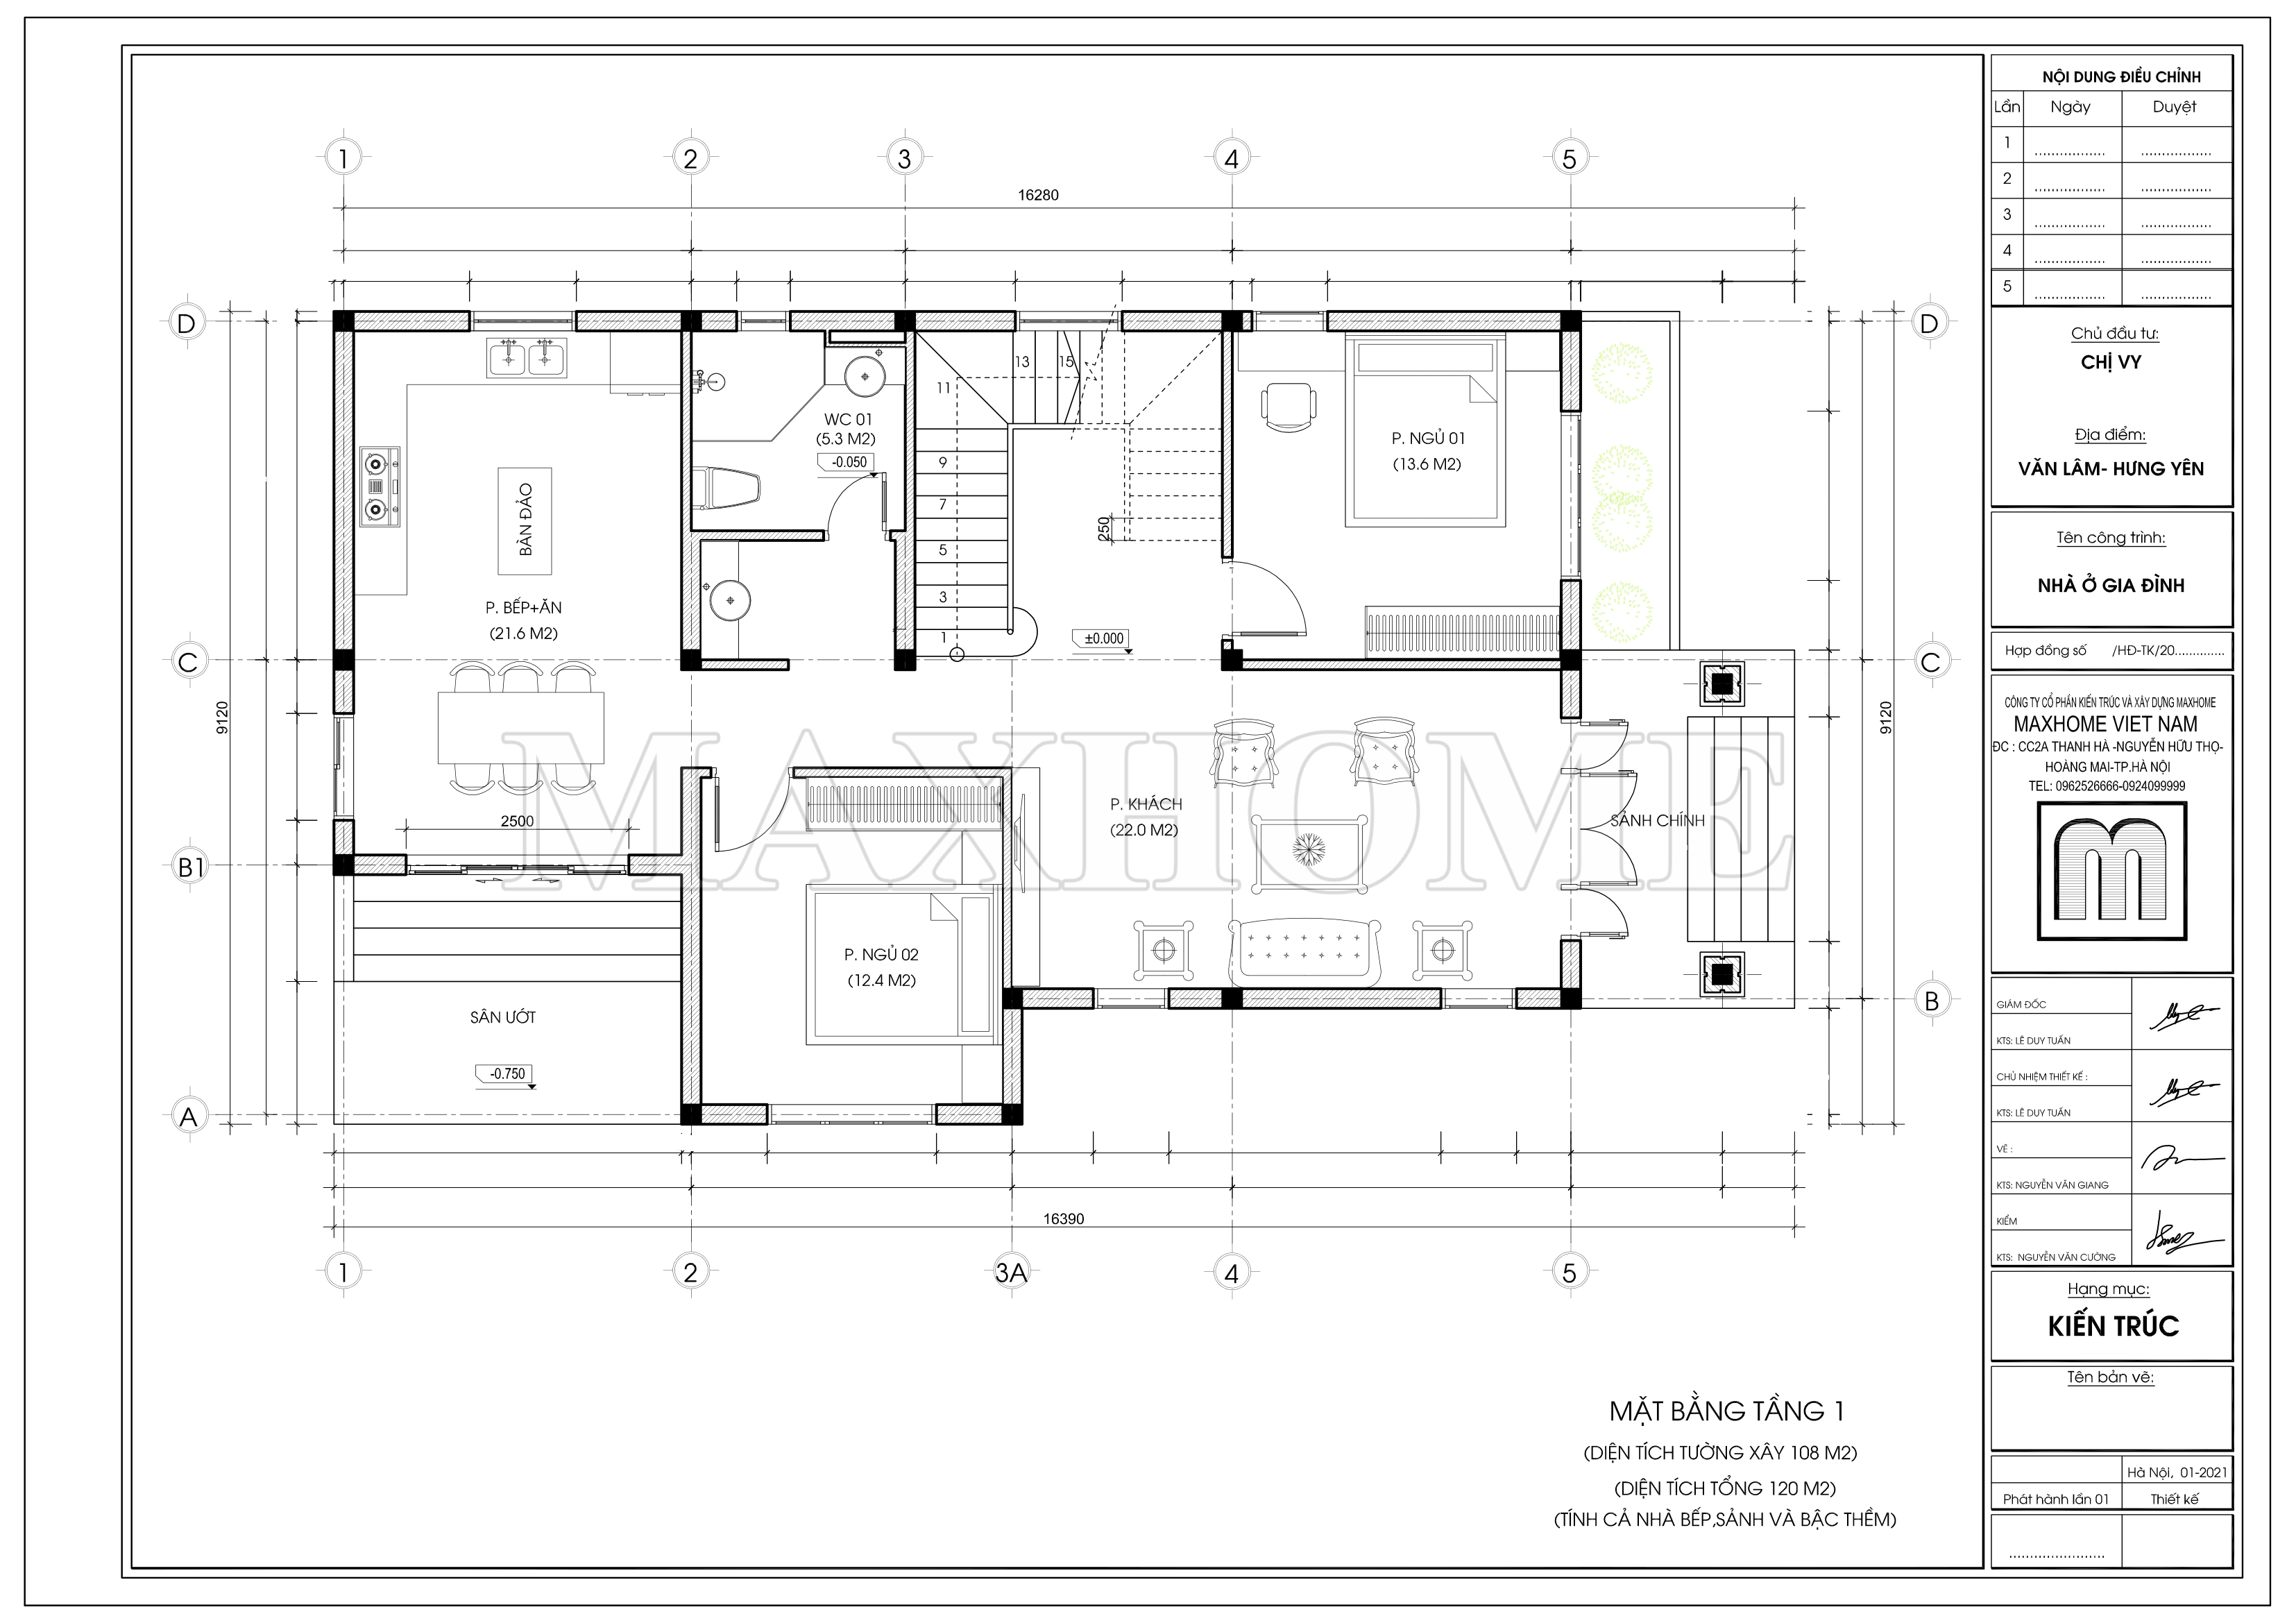 1
2
3
4
5
16280
D
D
13
15
11
WC 01
(5.3 M2)
-0.050
P. NGỦ 01
(13.6 M2)
9
7
5
3
1
250
BÀN ĐẢO
P. BẾP+ĂN
(21.6 M2)
±0.000
C
C
9120
9120
MAXHOME
P. KHÁCH
(22.0 M2)
SẢNH CHÍNH
2500
B1
P. NGỦ 02
(12.4 M2)
SÂN ƯỚT
-0.750
B
A
16390
1
2
3A
4
5
MẶT BẰNG TẦNG 1
(DIỆN TÍCH TƯỜNG XÂY 108 M2)
(DIỆN TÍCH TỔNG 120 M2)
(TÍNH CẢ NHÀ BẾP,SẢNH VÀ BẬC THỀM)
NỘI DUNG ĐIỀU CHỈNH
Lần Ngày Duyệt
1 ................. .................
2 ................. .................
3 ................. .................
4 ................. .................
5 ................. .................
Chủ đầu tư:
CHỊ VY
Địa điểm:
VĂN LÂM- HƯNG YÊN
Tên công trình:
NHÀ Ở GIA ĐÌNH
Hợp đồng số /HĐ-TK/20..............
CÔNG TY CỔ PHẦN KIẾN TRÚC VÀ XÂY DỰNG MAXHOME
MAXHOME VIET NAM
ĐC : CC2A THANH HÀ -NGUYỄN HỮU THỌ-
HOÀNG MAI-TP.HÀ NỘI
TEL: 0962526666-0924099999
m
GIÁM ĐỐC
KTS: LÊ DUY TUẤN
CHỦ NHIỆM THIẾT KẾ :
KTS: LÊ DUY TUẤN
VẼ :
KTS: NGUYỄN VĂN GIANG
KIỂM
KTS: NGUYỄN VĂN CƯỜNG
Hạng mục:
KIẾN TRÚC
Tên bản vẽ:
Hà Nội, 01-2021
Phát hành lần 01 Thiết kế
.......................